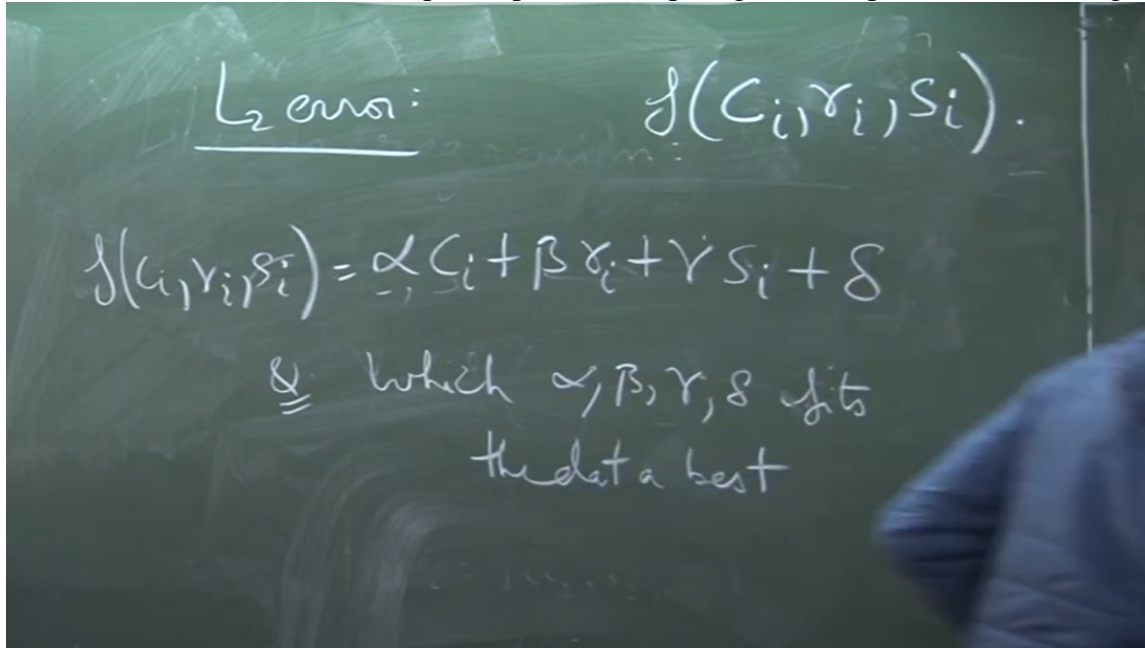 L₂ error: f(Cᵢ, rᵢ, Sᵢ).
f(cᵢ, rᵢ, sᵢ) = αCᵢ + βrᵢ + γSᵢ + δ
Q. Which α, β, γ, δ fits
the data best